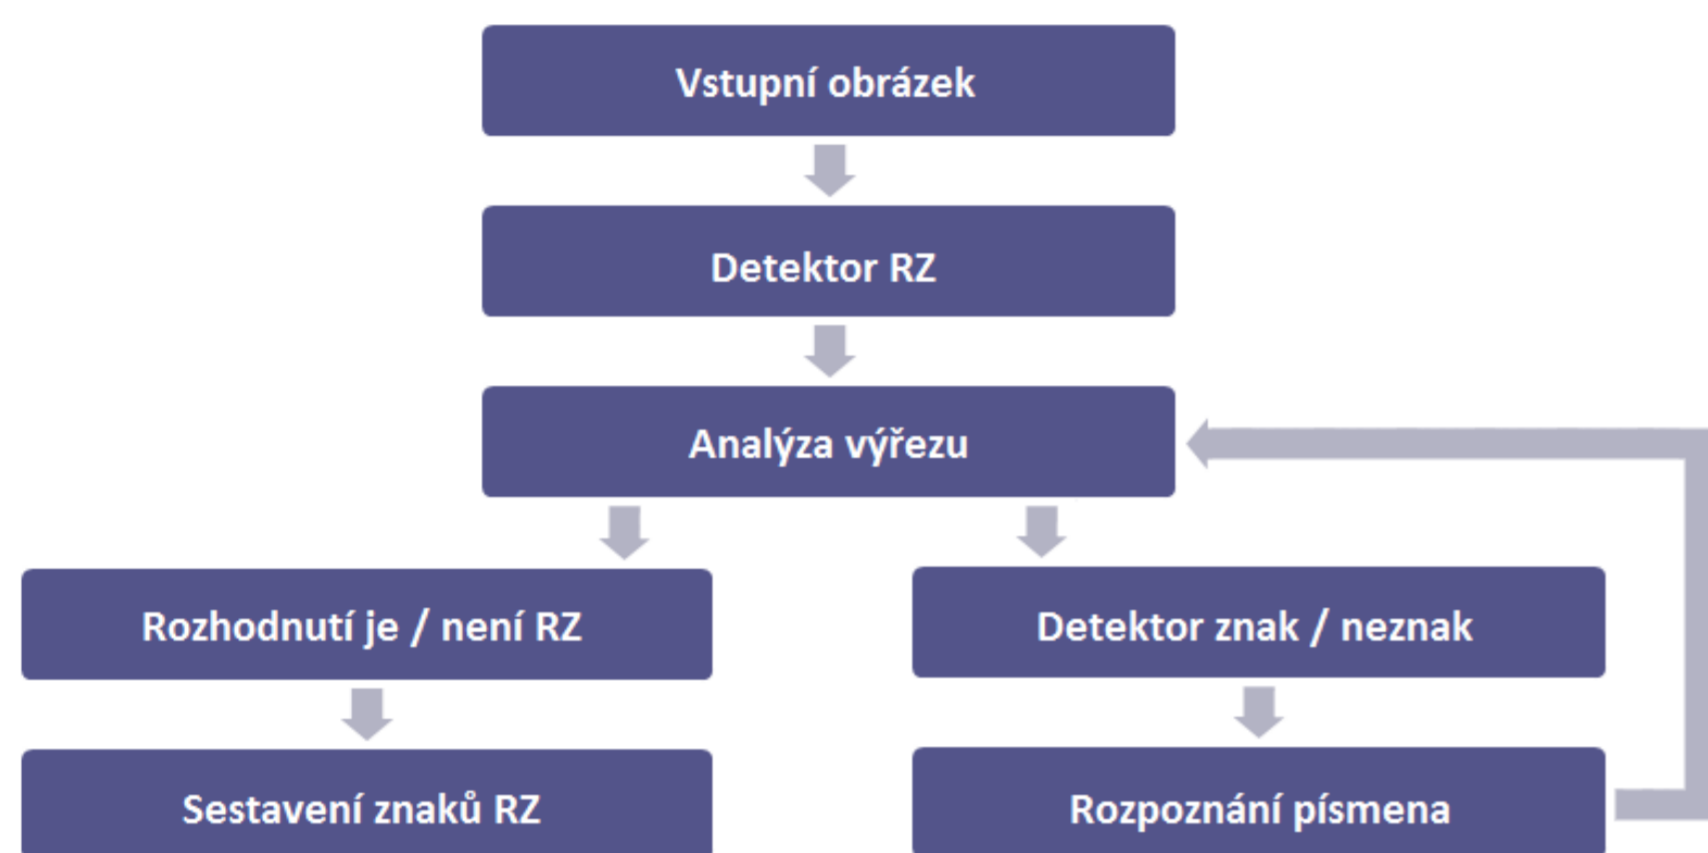 Vstupní obrázek
Detektor RZ
Analýza výřezu
Rozhodnutí je / není RZ
Detektor znak / neznak
Sestavení znaků RZ
Rozpoznání písmena